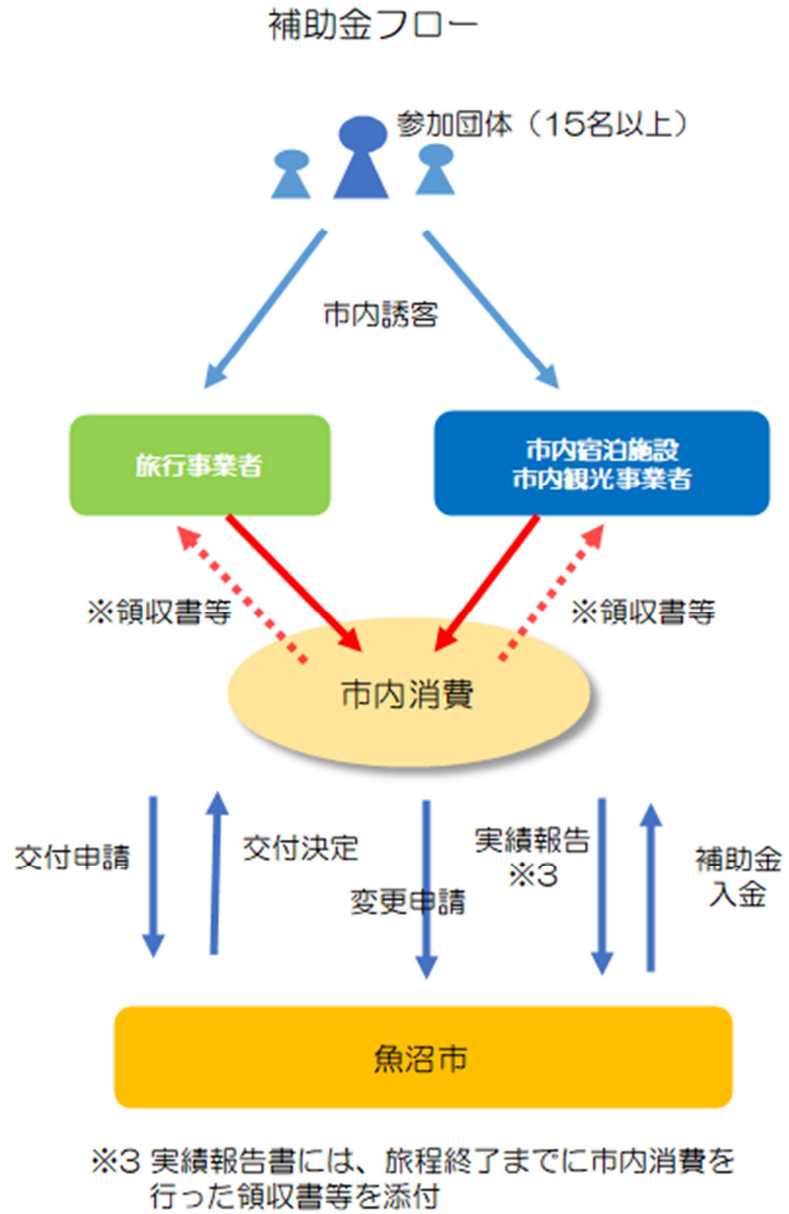 補助金フロー
参加団体（15名以上）
市内誘客
旅行事業者
市内宿泊施設
市内観光事業者
※領収書等
※領収書等
市内消費
交付申請
交付決定
変更申請
実績報告
※3
補助金
入金
魚沼市
※3 実績報告書には、旅程終了までに市内消費を
行った領収書等を添付